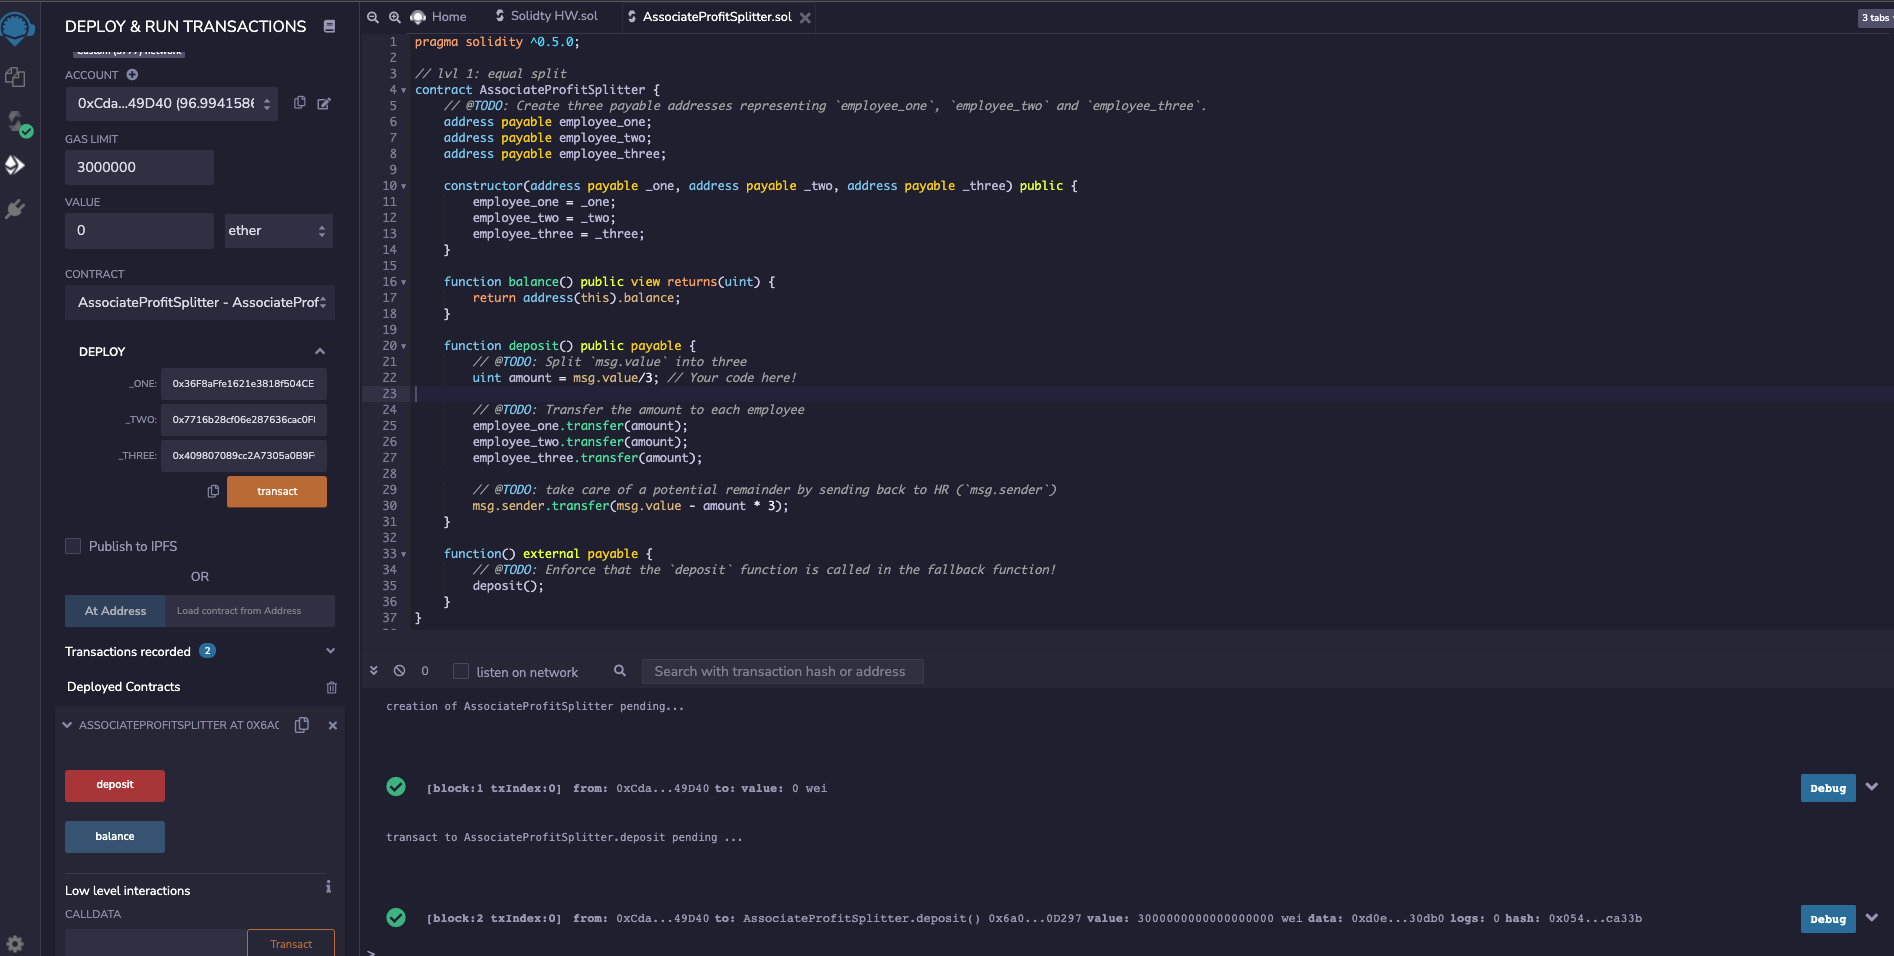 DEPLOY & RUN TRANSACTIONS
ACCOUNT
0xCda...49D40 (96.9941586
GAS LIMIT
3000000
VALUE
0
ether
CONTRACT
AssociateProfitSplitter - AssociateProf
DEPLOY
_ONE:
0x36F8aFfe1621e3818f504CE
_TWO:
0x7716b28cf06e287636cac0F
_THREE:
0x409807089cc2A7305a0B9F
transact
Publish to IPFS
OR
At Address
Load contract from Address
Transactions recorded 2
Deployed Contracts
ASSOCIATEPROFITSPLITTER AT 0X6A0
deposit
balance
Low level interactions
CALLDATA
Transact
Home
Solidty HW.sol
AssociateProfitSplitter.sol
3 tabs
1 pragma solidity ^0.5.0;
2
3 // lvl 1: equal split
4 contract AssociateProfitSplitter {
5 // @TODO: Create three payable addresses representing `employee_one`, `employee_two` and `employee_three`.
6 address payable employee_one;
7 address payable employee_two;
8 address payable employee_three;
9
10 constructor(address payable _one, address payable _two, address payable _three) public {
11 employee_one = _one;
12 employee_two = _two;
13 employee_three = _three;
14 }
15
16 function balance() public view returns(uint) {
17 return address(this).balance;
18 }
19
20 function deposit() public payable {
21 // @TODO: Split `msg.value` into three
22 uint amount = msg.value/3; // Your code here!
23
24 // @TODO: Transfer the amount to each employee
25 employee_one.transfer(amount);
26 employee_two.transfer(amount);
27 employee_three.transfer(amount);
28
29 // @TODO: take care of a potential remainder by sending back to HR (`msg.sender`)
30 msg.sender.transfer(msg.value - amount * 3);
31 }
32
33 function() external payable {
34 // @TODO: Enforce that the `deposit` function is called in the fallback function!
35 deposit();
36 }
37 }
0
listen on network
Search with transaction hash or address
creation of AssociateProfitSplitter pending...
[block:1 txIndex:0] from: 0xCda...49D40 to: value: 0 wei
Debug
transact to AssociateProfitSplitter.deposit pending ...
[block:2 txIndex:0] from: 0xCda...49D40 to: AssociateProfitSplitter.deposit() 0x6a0...0D297 value: 3000000000000000000 wei data: 0xd0e...30db0 logs: 0 hash: 0x054...ca33b
Debug
>